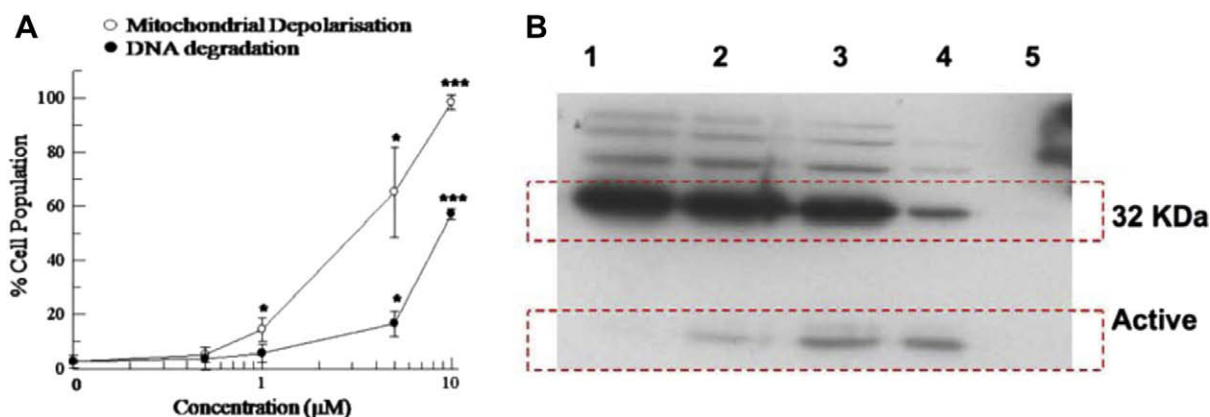 A
○ Mitochondrial Depolarisation
● DNA degradation
% Cell Population
100
80
60
40
20
0
0
1
10
Concentration (µM)
***
*
***
*
*
B
1 2 3 4 5
32 KDa
Active